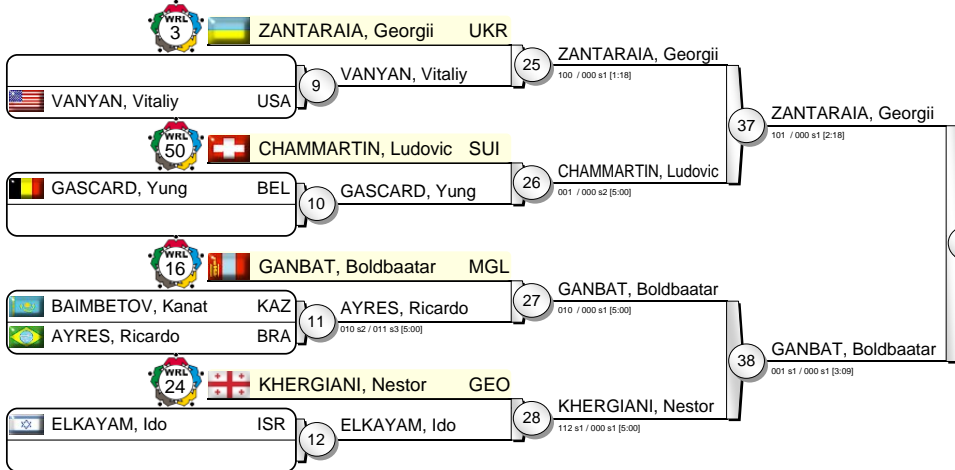 WRL
3
ZANTARAIA, Georgii UKR
VANYAN, Vitaliy USA
9
VANYAN, Vitaliy
25
ZANTARAIA, Georgii
100 / 000 s1 [1:18]
WRL
50
CHAMMARTIN, Ludovic SUI
GASCARD, Yung BEL
10
GASCARD, Yung
26
CHAMMARTIN, Ludovic
001 / 000 s2 [5:00]
37
ZANTARAIA, Georgii
101 / 000 s1 [2:18]
WRL
16
GANBAT, Boldbaatar MGL
BAIMBETOV, Kanat KAZ
AYRES, Ricardo BRA
11
AYRES, Ricardo
010 s2 / 011 s3 [5:00]
27
GANBAT, Boldbaatar
010 / 000 s1 [5:00]
WRL
24
KHERGIANI, Nestor GEO
ELKAYAM, Ido ISR
12
ELKAYAM, Ido
28
KHERGIANI, Nestor
112 s1 / 000 s1 [5:00]
38
GANBAT, Boldbaatar
001 s1 / 000 s1 [3:09]